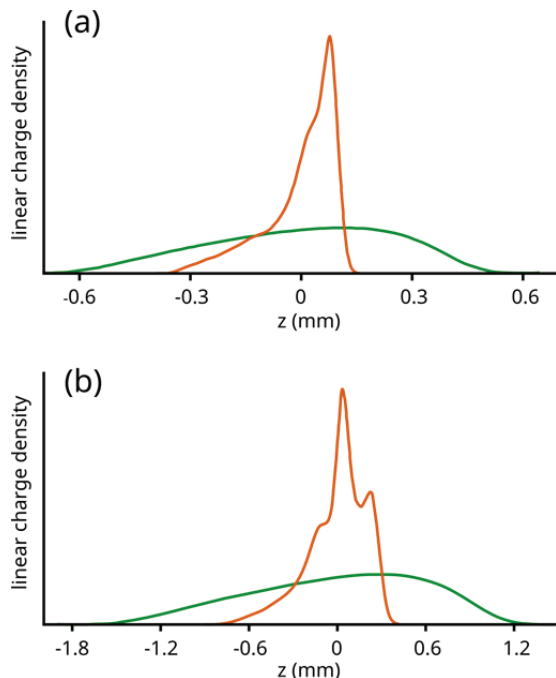 (a)
linear charge density
-0.6 -0.3 0 0.3 0.6
z (mm)
(b)
linear charge density
-1.8 -1.2 -0.6 0 0.6 1.2
z (mm)